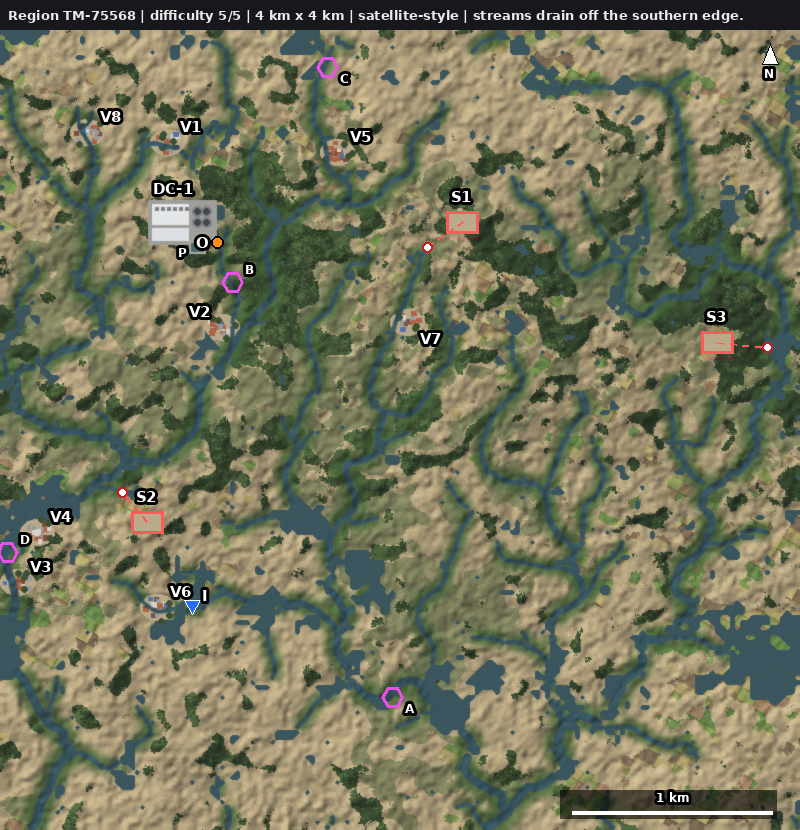 Region TM-75568 | difficulty 5/5 | 4 km x 4 km | satellite-style | streams drain off the southern edge.
N
C
V8
V1
V5
DC-1
S1
O
P
B
V2
S3
V7
S2
V4
D
V3
V6
I
A
1 km